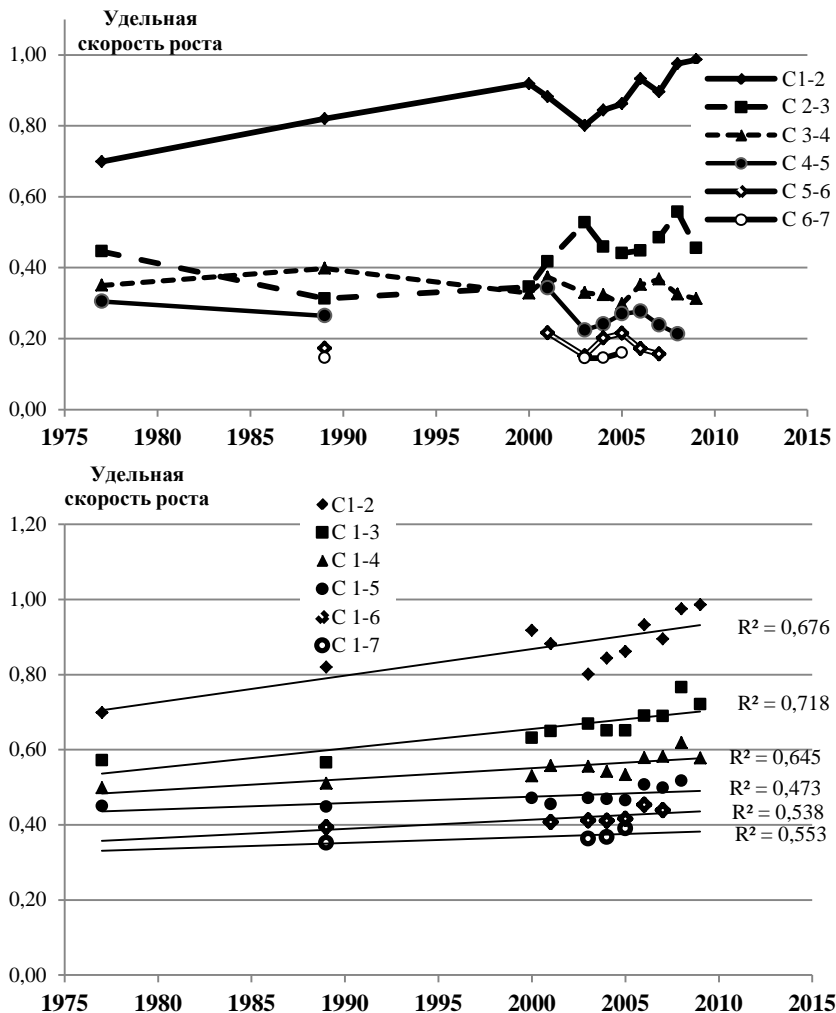 Удельная
скорость роста
1,00
0,80
0,60
0,40
0,20
0,00
1975 1980 1985 1990 1995 2000 2005 2010 2015
C1-2
C 2-3
C 3-4
C 4-5
C 5-6
C 6-7
Удельная
скорость роста
1,20
1,00
0,80
0,60
0,40
0,20
0,00
1975 1980 1985 1990 1995 2000 2005 2010 2015
C1-2
C 1-3
C 1-4
C 1-5
C 1-6
C 1-7
R² = 0,676
R² = 0,718
R² = 0,645
R² = 0,473
R² = 0,538
R² = 0,553